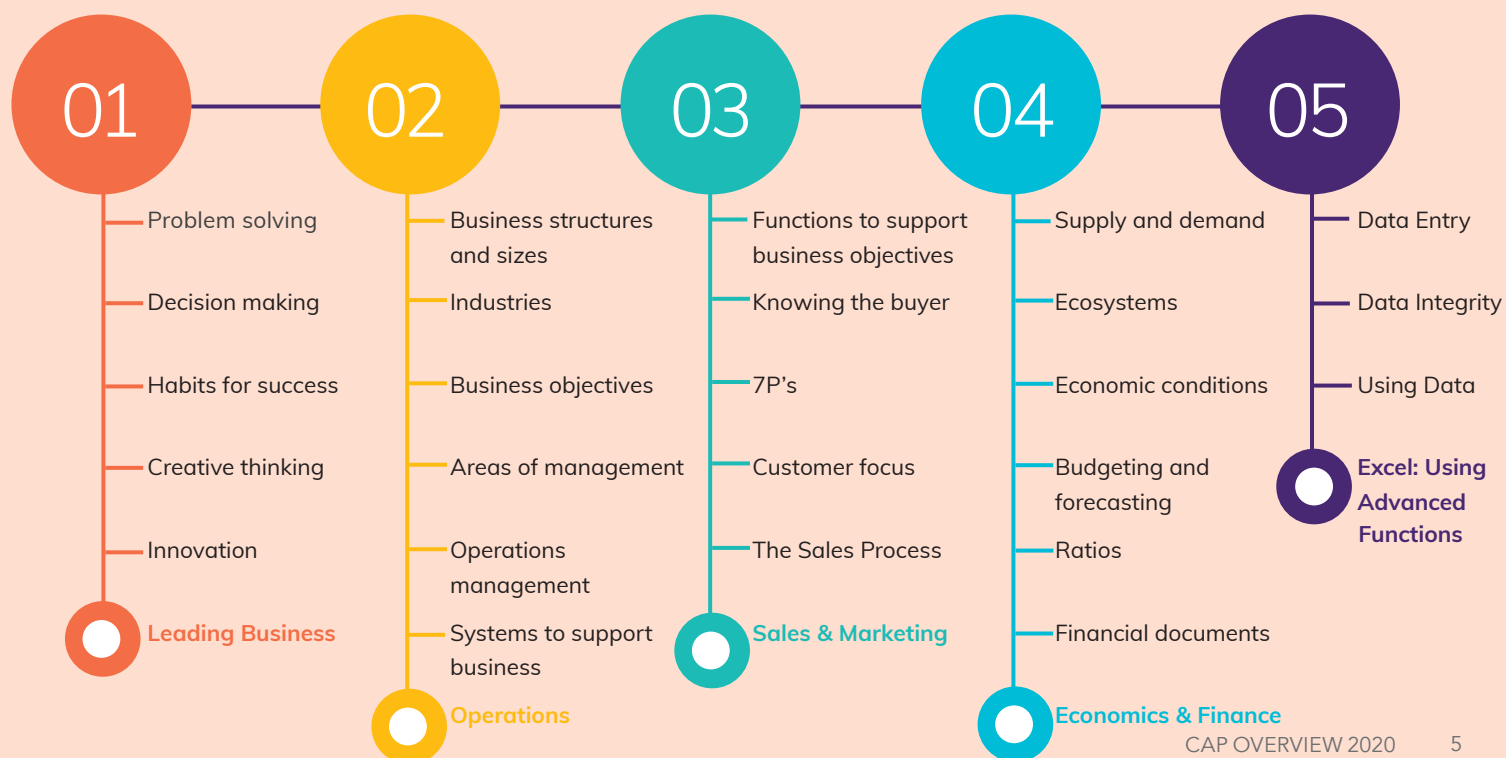 01
Problem solving
Decision making
Habits for success
Creative thinking
Innovation
Leading Business
02
Business structures
and sizes
Industries
Business objectives
Areas of management
Operations
management
Systems to support
business
Operations
03
Functions to support
business objectives
Knowing the buyer
7P’s
Customer focus
The Sales Process
Sales & Marketing
04
Supply and demand
Ecosystems
Economic conditions
Budgeting and
forecasting
Ratios
Financial documents
Economics & Finance
05
Data Entry
Data Integrity
Using Data
Excel: Using
Advanced
Functions
CAP OVERVIEW 2020 5